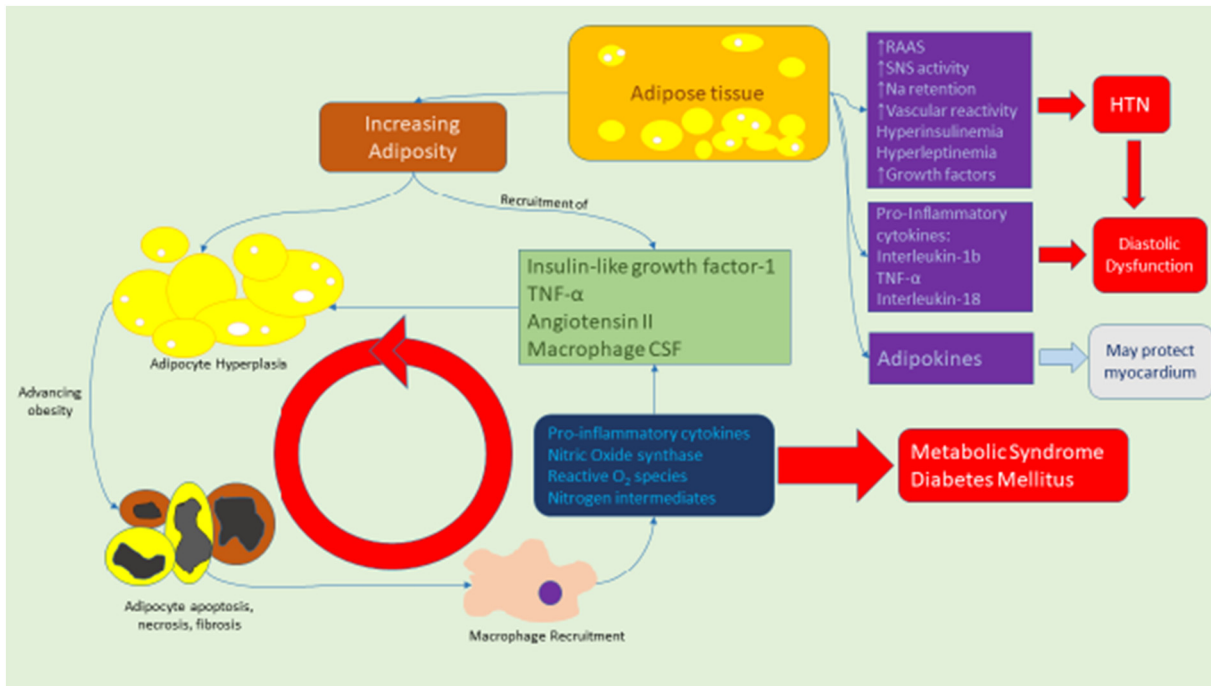 Adipose tissue
Increasing
Adiposity
Recruitment of
↑RAAS
↑SNS activity
↑Na retention
↑Vascular reactivity
Hyperinsulinemia
Hyperleptinemia
↑Growth factors
HTN
Pro-Inflammatory
cytokines:
Interleukin-1b
TNF-α
Interleukin-18
Diastolic
Dysfunction
Adipokines
May protect
myocardium
Insulin-like growth factor-1
TNF-α
Angiotensin II
Macrophage CSF
Adipocyte Hyperplasis
Advancing
obesity
Pro-inflammatory cytokines
Nitric Oxide synthase
Reactive O₂ species
Nitrogen intermediates
Metabolic Syndrome
Diabetes Mellitus
Adipocyte apoptosis,
necrosis, fibrosis
Macrophage Recruitment